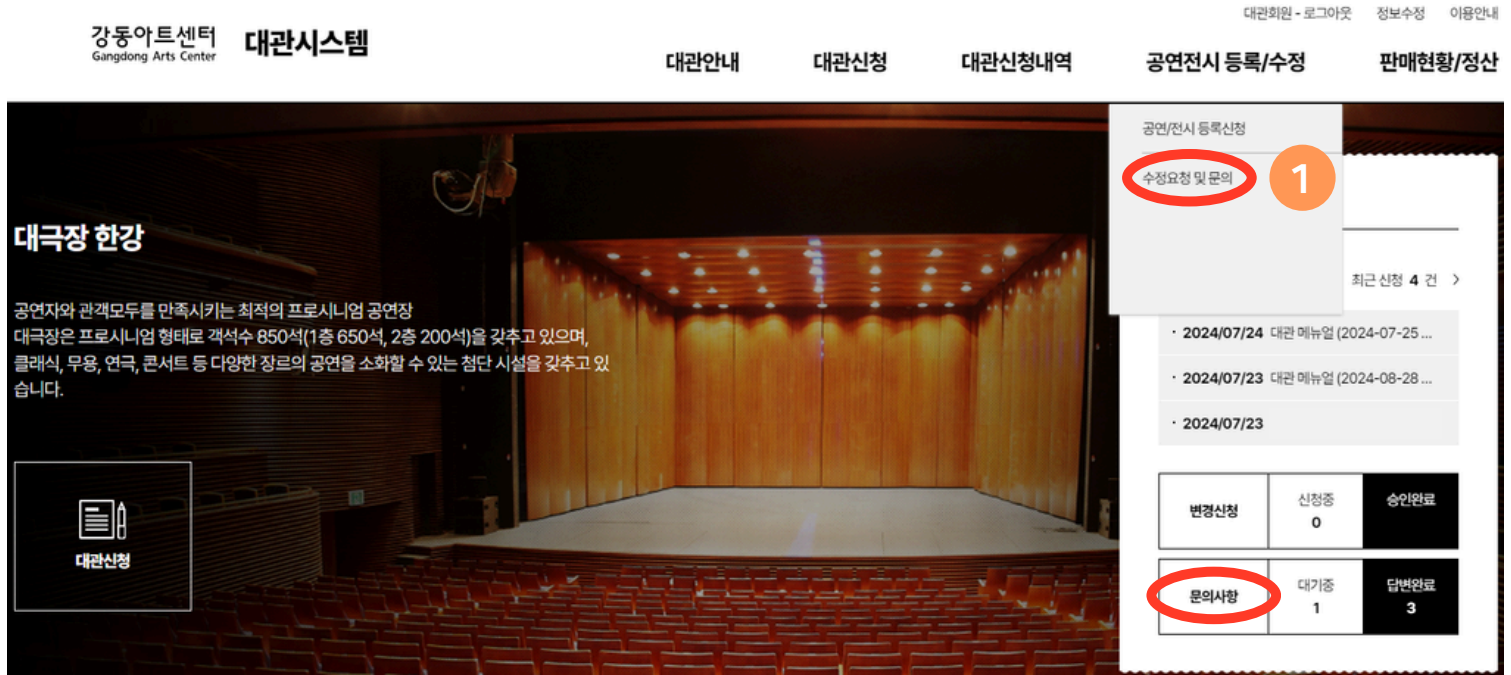 대관회원 - 로그아웃 정보수정 이용안내
강동아트센터
Gangdong Arts Center
대관시스템
대관안내 대관신청 대관신청내역 공연전시 등록/수정 판매현황/정산
공연/전시 등록신청
수정요청 및 문의
1
대극장 한강
공연자와 관객모두를 만족시키는 최적의 프로시니엄 공연장
대극장은 프로시니엄 형태로 객석수 850석(1층 650석, 2층 200석)을 갖추고 있으며,
클래식, 무용, 연극, 콘서트 등 다양한 장르의 공연을 소화할 수 있는 첨단 시설을 갖추고 있
습니다.
대관신청
최근 신청 4 건 >
· 2024/07/24 대관 메뉴얼 (2024-07-25 ...
· 2024/07/23 대관 메뉴얼 (2024-08-28 ...
· 2024/07/23
변경신청 신청중 승인완료
0
문의사항 대기중 답변완료
1 3